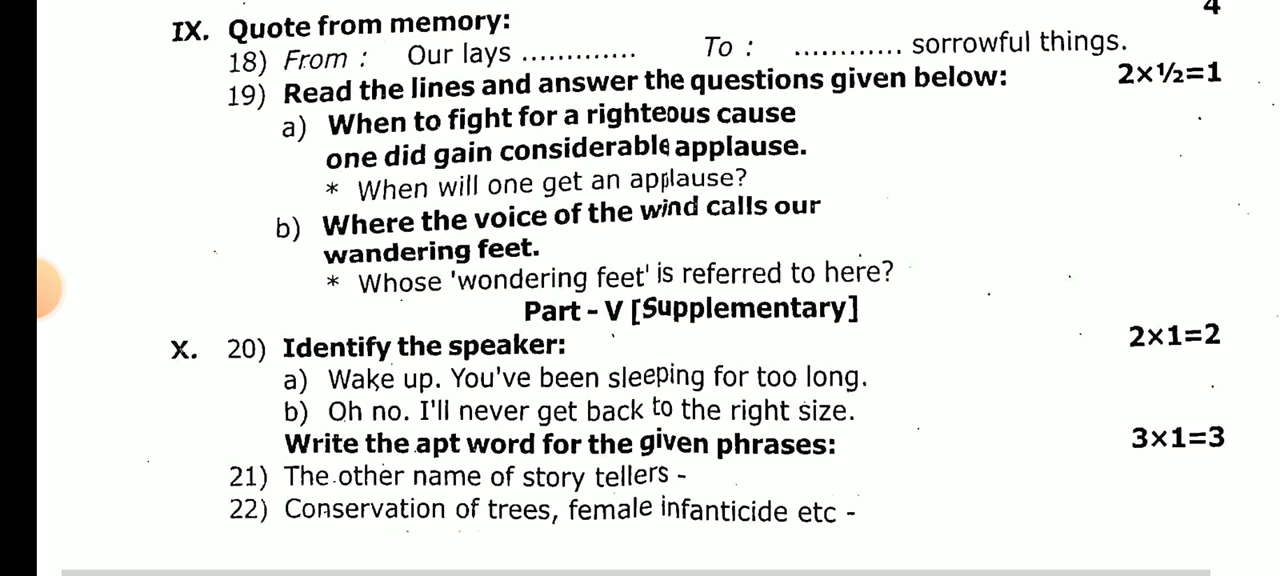 4
IX. Quote from memory:
18) From : Our lays ............. To : ............ sorrowful things.
19) Read the lines and answer the questions given below: 2×½=1
a) When to fight for a righteous cause
one did gain considerable applause.
* When will one get an applause?
b) Where the voice of the wind calls our
wandering feet.
* Whose 'wondering feet' is referred to here?
Part - V [Supplementary]
X. 20) Identify the speaker: 2×1=2
a) Wake up. You've been sleeping for too long.
b) Oh no. I'll never get back to the right size.
Write the apt word for the given phrases: 3×1=3
21) The other name of story tellers -
22) Conservation of trees, female infanticide etc -